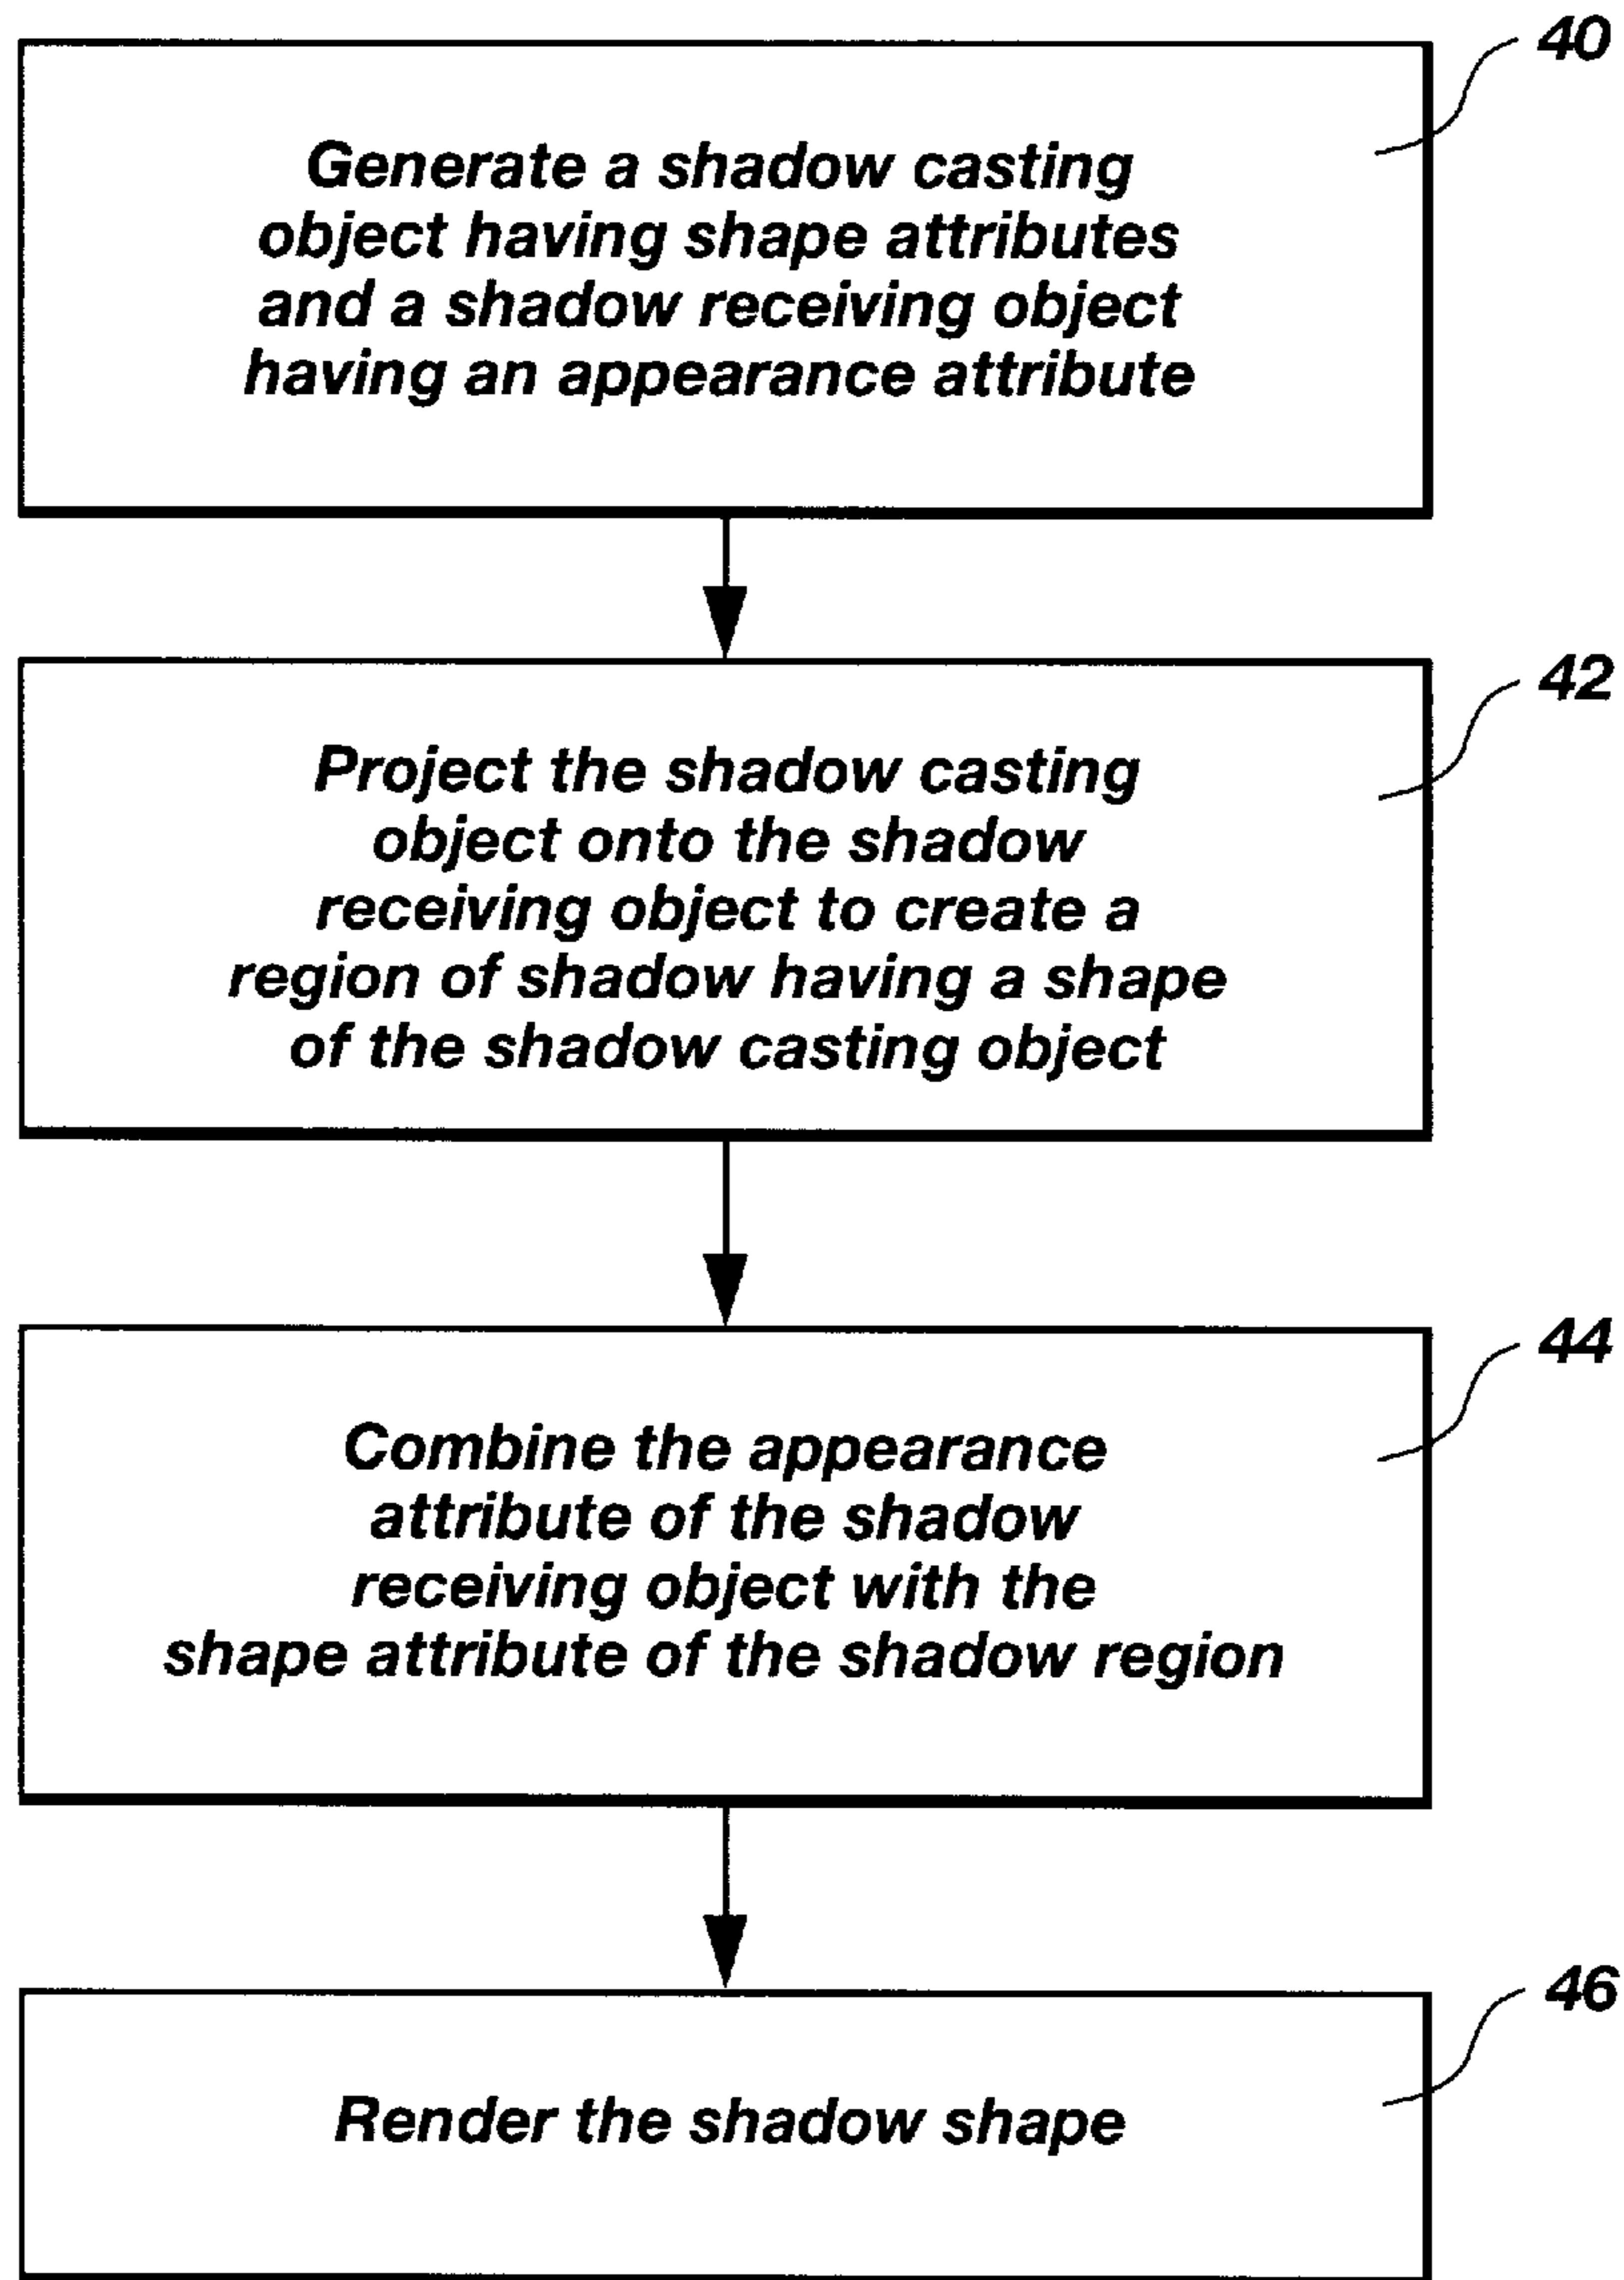 40
Generate a shadow casting
object having shape attributes
and a shadow receiving object
having an appearance attribute
42
Project the shadow casting
object onto the shadow
receiving object to create a
region of shadow having a shape
of the shadow casting object
44
Combine the appearance
attribute of the shadow
receiving object with the
shape attribute of the shadow region
46
Render the shadow shape